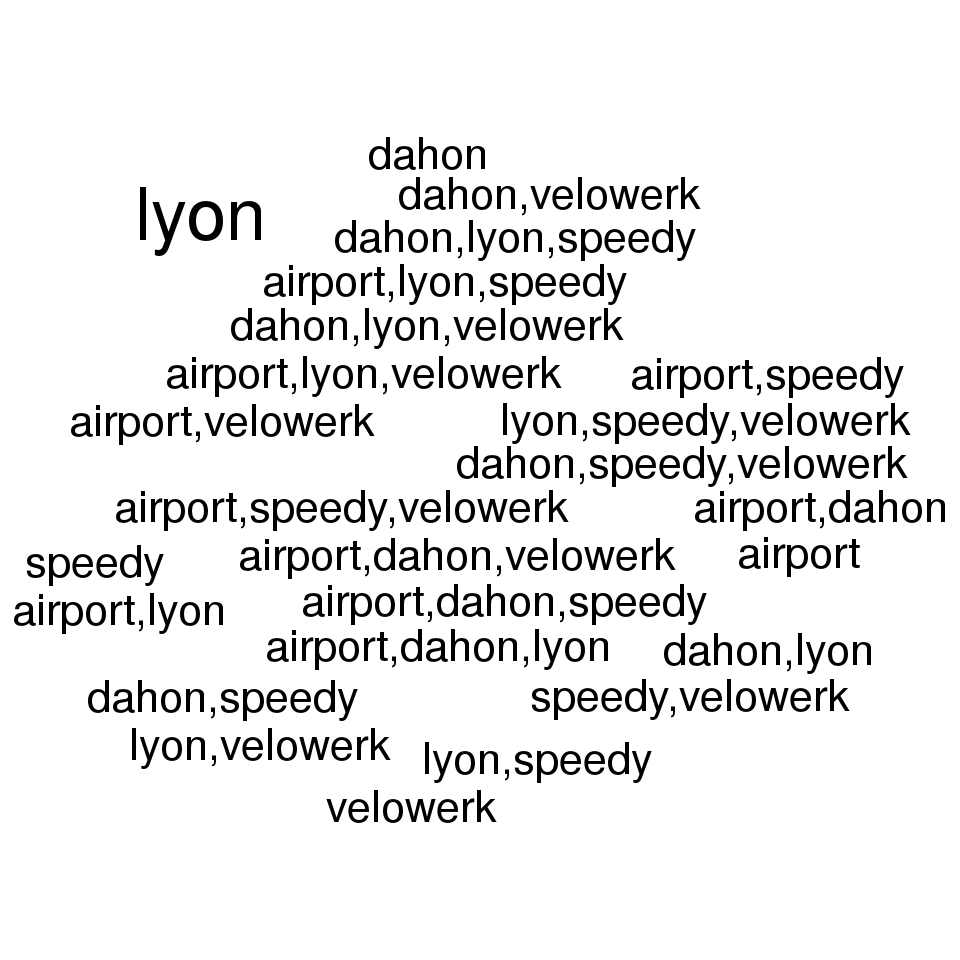 dahon
dahon,velowerk
lyon
dahon,lyon,speedy
airport,lyon,speedy
dahon,lyon,velowerk
airport,lyon,velowerk
airport,speedy
airport,velowerk
lyon,speedy,velowerk
dahon,speedy,velowerk
airport,speedy,velowerk
airport,dahon
speedy
airport,dahon,velowerk
airport
airport,lyon
airport,dahon,speedy
airport,dahon,lyon
dahon,lyon
dahon,speedy
speedy,velowerk
lyon,velowerk
lyon,speedy
velowerk